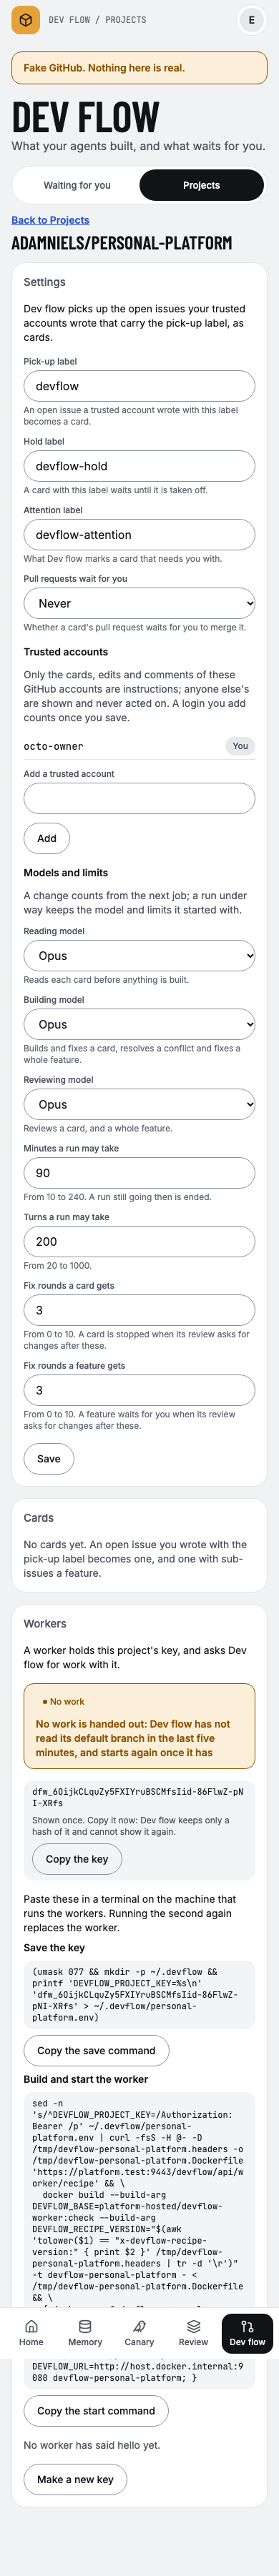 DEV FLOW / PROJECTS
E
Fake GitHub. Nothing here is real.
DEV FLOW
What your agents built, and what waits for you.
Waiting for you
Projects
Back to Projects
ADAMNIELS/PERSONAL-PLATFORM
Settings
Dev flow picks up the open issues your trusted
accounts wrote that carry the pick-up label, as
cards.
Pick-up label
devflow
An open issue a trusted account wrote with this label
becomes a card.
Hold label
devflow-hold
A card with this label waits until it is taken off.
Attention label
devflow-attention
What Dev flow marks a card that needs you with.
Pull requests wait for you
Never
Whether a card's pull request waits for you to merge it.
Trusted accounts
Only the cards, edits and comments of these
GitHub accounts are instructions; anyone else's
are shown and never acted on. A login you add
counts once you save.
octo-owner
You
Add a trusted account
Add
Models and limits
A change counts from the next job; a run under
way keeps the model and limits it started with.
Reading model
Opus
Reads each card before anything is built.
Building model
Opus
Builds and fixes a card, resolves a conflict and fixes a
whole feature.
Reviewing model
Opus
Reviews a card, and a whole feature.
Minutes a run may take
90
From 10 to 240. A run still going then is ended.
Turns a run may take
200
From 20 to 1000.
Fix rounds a card gets
3
From 0 to 10. A card is stopped when its review asks for
changes after these.
Fix rounds a feature gets
3
From 0 to 10. A feature waits for you when its review
asks for changes after these.
Save
Cards
No cards yet. An open issue you wrote with the
pick-up label becomes one, and one with sub-
issues a feature.
Workers
A worker holds this project's key, and asks Dev
flow for work with it.
No work
No work is handed out: Dev flow has not
read its default branch in the last five
minutes, and starts again once it has
dfw_6OijkCLquZy5FXIYruBSCMfsIid-86FlwZ-pN
I-XRfs
Shown once. Copy it now: Dev flow keeps only a
hash of it and cannot show it again.
Copy the key
Paste these in a terminal on the machine that
runs the workers. Running the second again
replaces the worker.
Save the key
(umask 077 && mkdir -p ~/.devflow &&
printf 'DEVFLOW_PROJECT_KEY=%s\n'
'dfw_6OijkCLquZy5FXIYruBSCMfsIid-86FlwZ-
pNI-XRfs' > ~/.devflow/personal-
platform.env)
Copy the save command
Build and start the worker
sed -n
's/^DEVFLOW_PROJECT_KEY=/Authorization:
Bearer /p' ~/.devflow/personal-
platform.env | curl -fsS -H @- -D
/tmp/devflow-personal-platform.headers -o
/tmp/devflow-personal-platform.Dockerfile
'https://platform.test:9443/devflow/api/w
orker/recipe' && \
docker build --build-arg
DEVFLOW_BASE=platform-hosted/devflow-
worker:check --build-arg
DEVFLOW_RECIPE_VERSION="$(awk
'tolower($1) == "x-devflow-recipe-
version:" { print $2 }' /tmp/devflow-
personal-platform.headers | tr -d '\r')"
-t devflow-personal-platform - <
/tmp/devflow-personal-platform.Dockerfile
&& \
Home
Memory
Canary
Review
Dev flow
DEVFLOW_URL=http://host.docker.internal:9
080 devflow-personal-platform; }
Copy the start command
No worker has said hello yet.
Make a new key